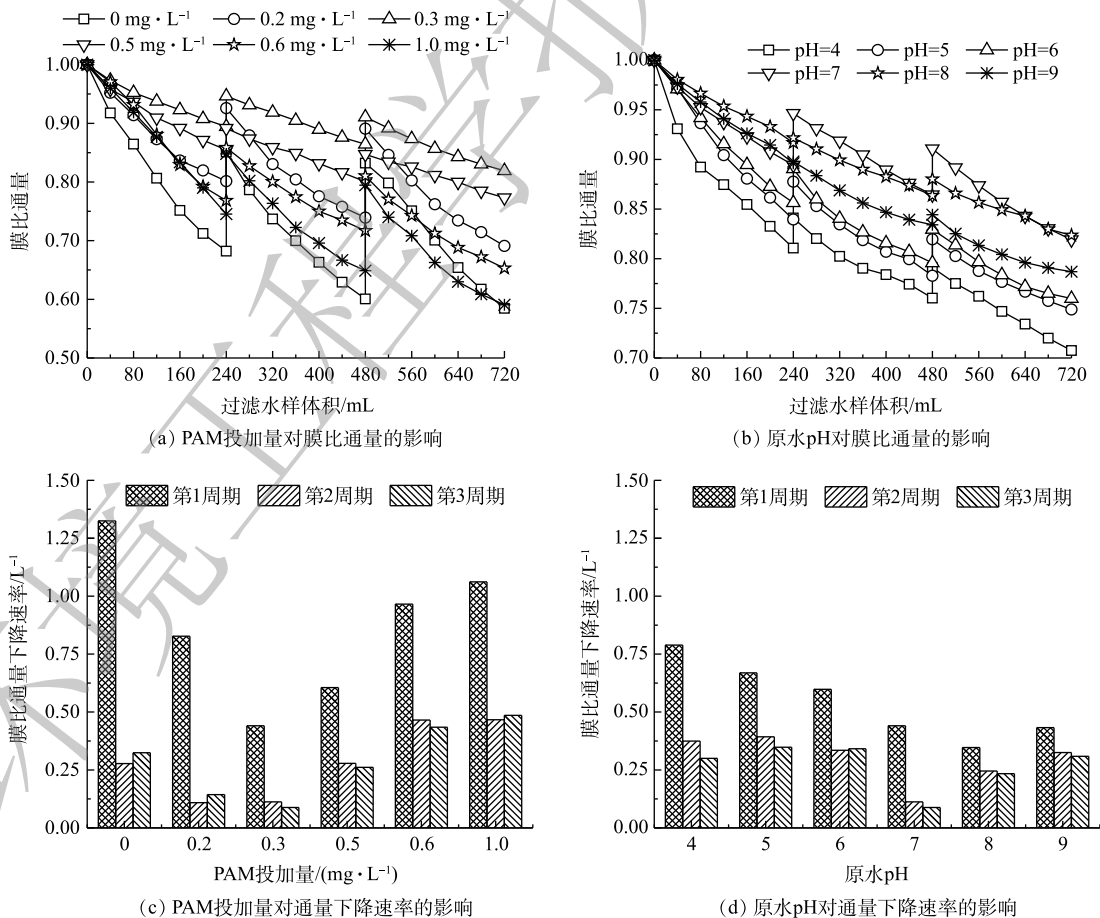 0 mg · L⁻¹ 0.2 mg · L⁻¹ 0.3 mg · L⁻¹
0.5 mg · L⁻¹ 0.6 mg · L⁻¹ 1.0 mg · L⁻¹
1.00
0.90
0.80
0.70
0.60
0.50
膜比通量
0 80 160 240 320 400 480 560 640 720
过滤水样体积/mL
(a) PAM投加量对膜比通量的影响
pH=4 pH=5 pH=6
pH=7 pH=8 pH=9
1.00
0.95
0.90
0.85
0.80
0.75
0.70
膜比通量
0 80 160 240 320 400 480 560 640 720
过滤水样体积/mL
(b) 原水pH对膜比通量的影响
第1周期 第2周期 第3周期
1.50
1.25
1.00
0.75
0.50
0.25
0.00
膜比通量下降速率/L⁻¹
0 0.2 0.3 0.5 0.6 1.0
PAM投加量/(mg · L⁻¹)
(c) PAM投加量对通量下降速率的影响
第1周期 第2周期 第3周期
1.50
1.25
1.00
0.75
0.50
0.25
0.00
膜比通量下降速率/L⁻¹
4 5 6 7 8 9
原水pH
(d) 原水pH对通量下降速率的影响
境工程学报